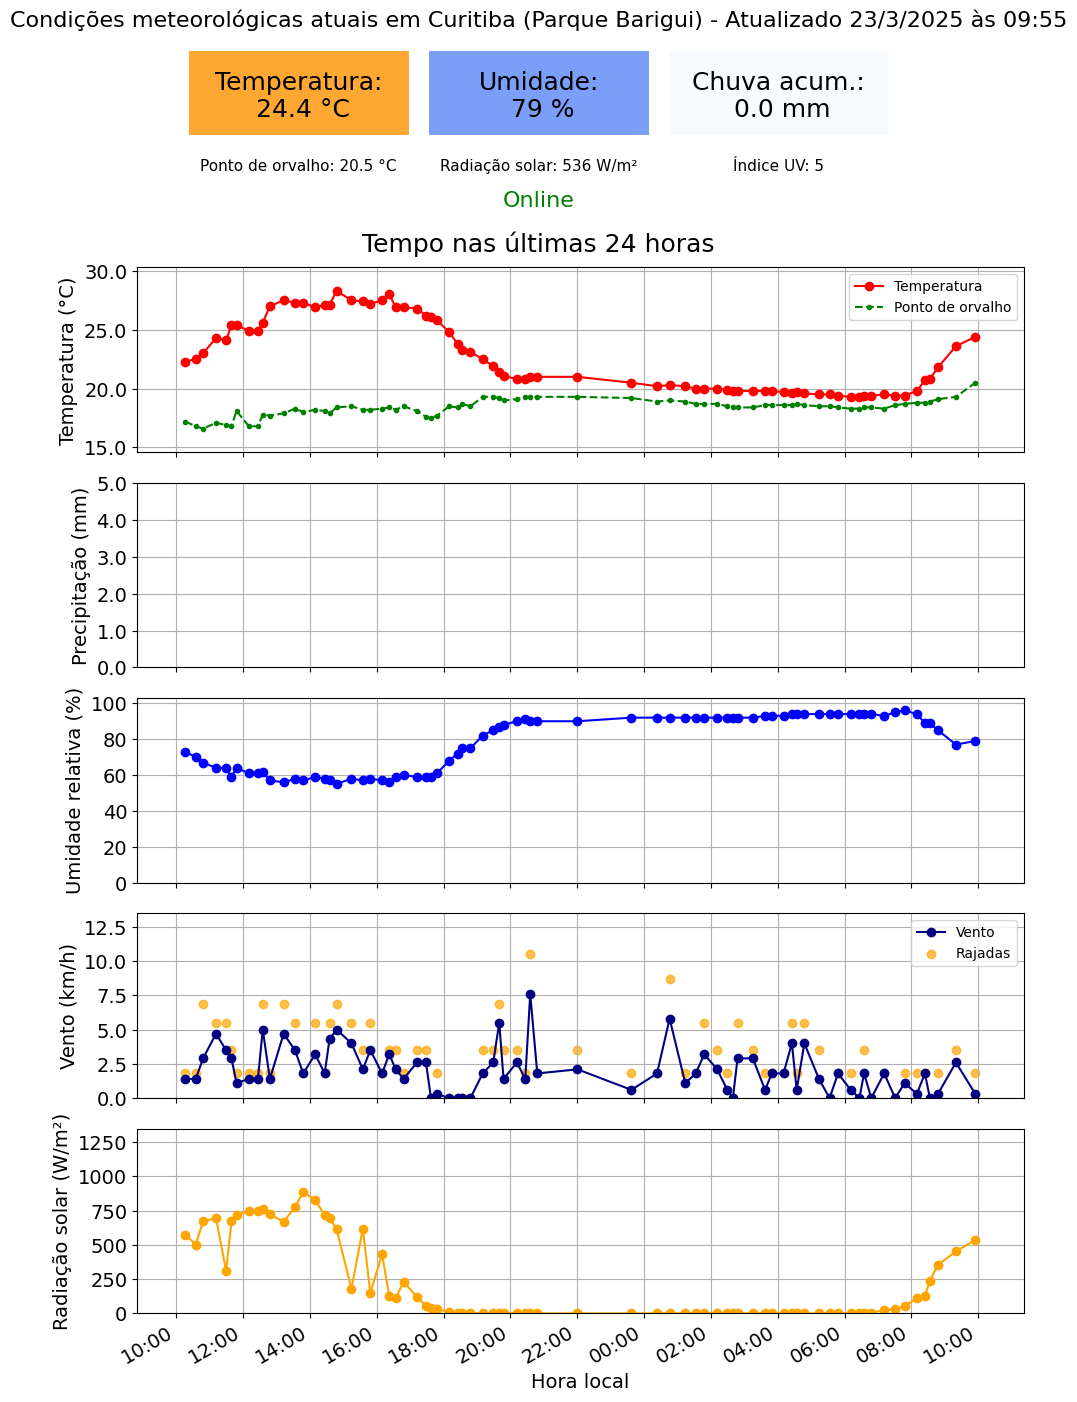 Condições meteorológicas atuais em Curitiba (Parque Barigui) - Atualizado 23/3/2025 às 09:55
Temperatura:
24.4 °C
Umidade:
79 %
Chuva acum.:
0.0 mm
Ponto de orvalho: 20.5 °C
Radiação solar: 536 W/m²
Índice UV: 5
Online
Tempo nas últimas 24 horas
Temperatura (°C)
30.0
25.0
20.0
15.0
Temperatura
Ponto de orvalho
Precipitação (mm)
5.0
4.0
3.0
2.0
1.0
0.0
Umidade relativa (%)
100
80
60
40
20
0
Vento (km/h)
12.5
10.0
7.5
5.0
2.5
0.0
Vento
Rajadas
Radiação solar (W/m²)
1250
1000
750
500
250
0
10:00
12:00
14:00
16:00
18:00
20:00
22:00
00:00
02:00
04:00
06:00
08:00
10:00
Hora local